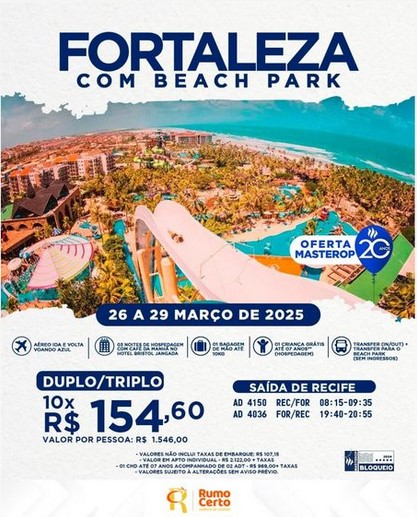 FORTALEZA
COM BEACH PARK
OFERTA
MASTEROP
20
ANOS
26 A 29 MARÇO DE 2025
AÉREO IDA E VOLTA
VOANDO AZUL
03 NOITES DE HOSPEDAGEM
COM CAFÉ DA MANHÃ NO
HOTEL BRISTOL JANGADA
01 BAGAGEM
DE MÃO ATÉ
10KG
01 CRIANÇA GRÁTIS
ATÉ 07 ANOS**
(HOSPEDAGEM)
TRANSFER (IN/OUT) +
TRANSFER PARA O
BEACH PARK
(SEM INGRESSOS)
DUPLO/TRIPLO
10x
R$ 154,60
VALOR POR PESSOA: R$ 1.546,00
SAÍDA DE RECIFE
AD 4150 REC/FOR 08:15-09:35
AD 4036 FOR/REC 19:40-20:55
- VALORES NÃO INCLUI TAXAS DE EMBARQUE: R$ 107,18
- VALOR EM APTO INDIVIDUAL - R$ 2.122,00 + TAXAS
- 01 CHD ATÉ 07 ANOS ACOMPANHADO DE 02 ADT - R$ 969,00+ TAXAS
- VALORES SUJEITO À ALTERAÇÕES SEM AVISO PRÉVIO.
BLOQUEIO
Rumo
Certo